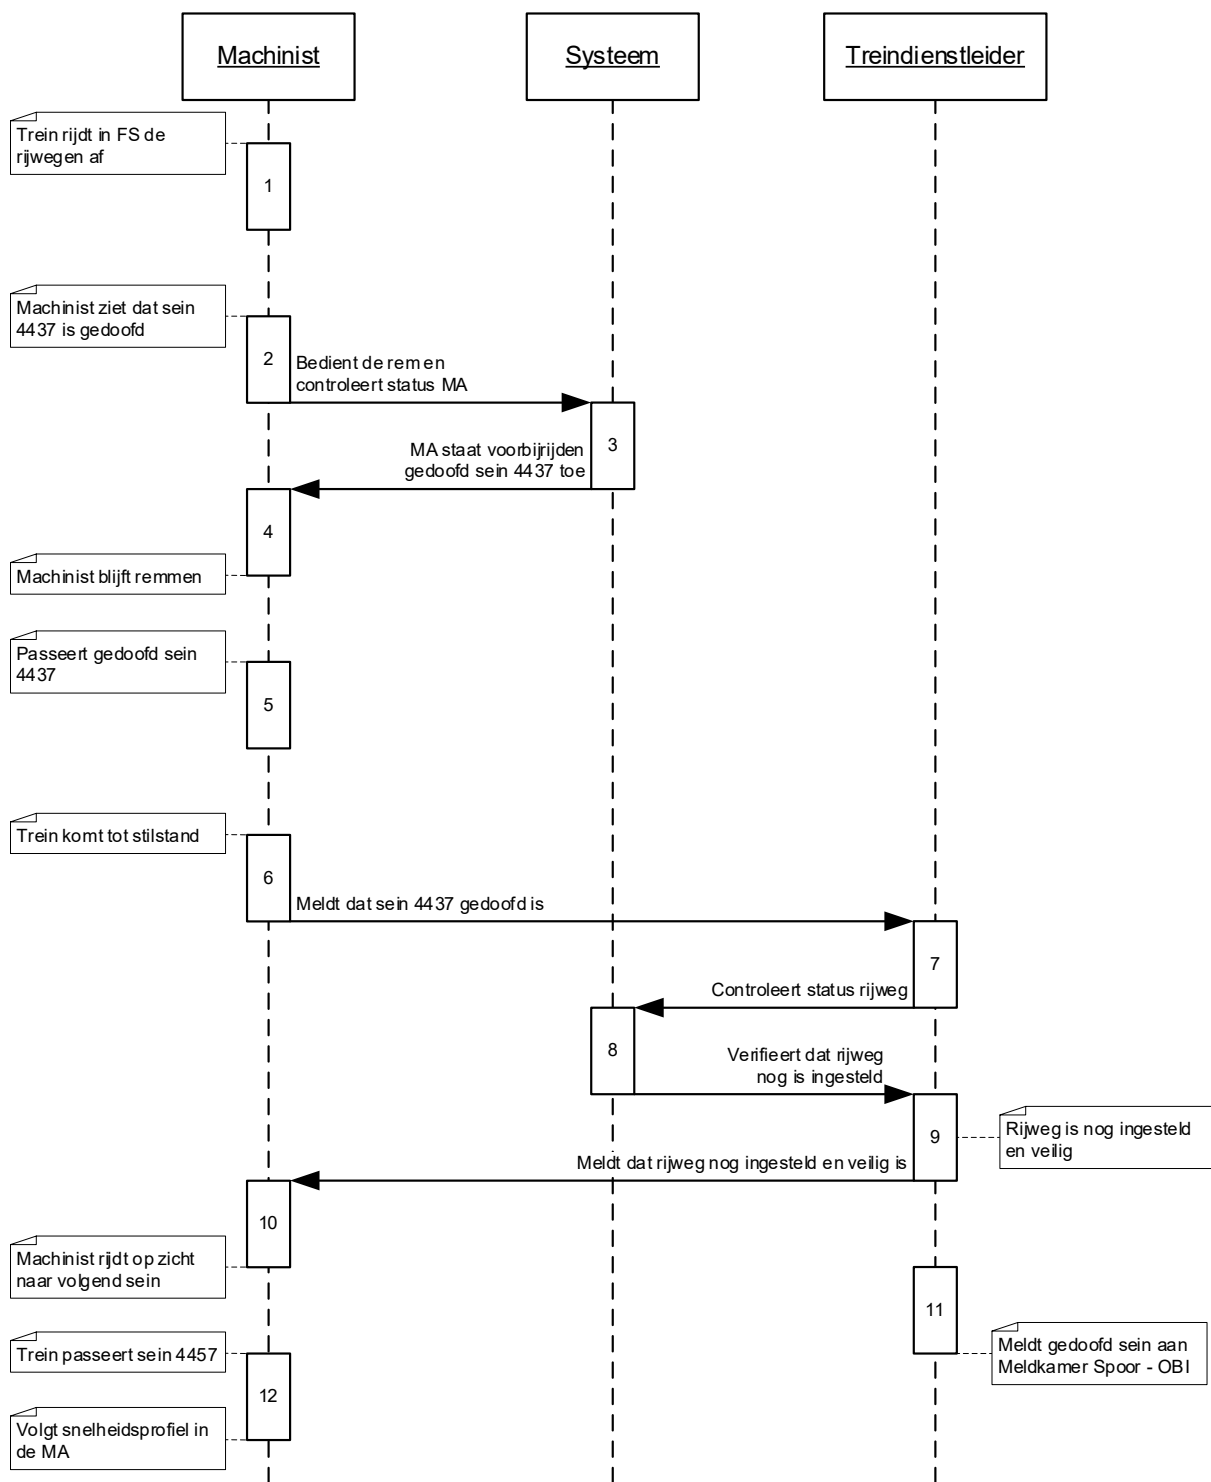 Machinist
Systeem
Treindienstleider
Trein rijdt in FS de
rijwegen af
1
Machinist ziet dat sein
4437 is gedoofd
2
Bedient de rem en
controleert status MA
3
MA staat voorbijrijden
gedoofd sein 4437 toe
4
Machinist blijft remmen
Passeert gedoofd sein
4437
5
Trein komt tot stilstand
6
Meldt dat sein 4437 gedoofd is
7
Controleert status rijweg
8
Verifieert dat rijweg
nog is ingesteld
9
Rijweg is nog ingesteld
en veilig
Meldt dat rijweg nog ingesteld en veilig is
10
Machinist rijdt op zicht
naar volgend sein
11
Meldt gedoofd sein aan
Meldkamer Spoor - OBI
Trein passeert sein 4457
12
Volgt snelheidsprofiel in
de MA